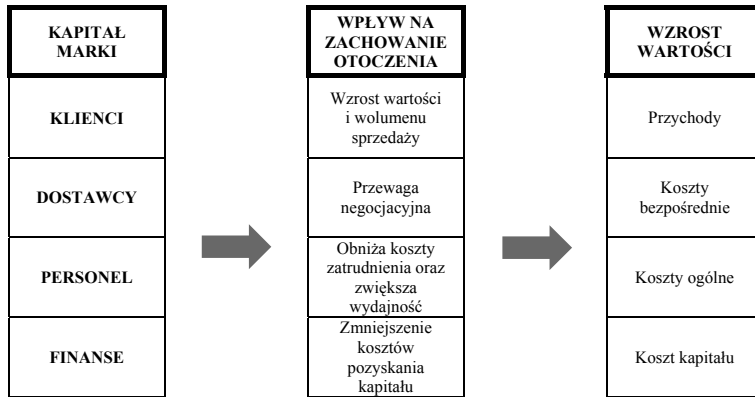 KAPITAŁ
MARKI
KLIENCI
DOSTAWCY
PERSONEL
FINANSE
WPŁYW NA
ZACHOWANIE
OTOCZENIA
Wzrost wartości
i wolumenu
sprzedaży
Przewaga
negocjacyjna
Obniża koszty
zatrudnienia oraz
zwiększa
wydajność
Zmniejszenie
kosztów
pozyskania
kapitału
WZROST
WARTOŚCI
Przychody
Koszty
bezpośrednie
Koszty ogólne
Koszt kapitału